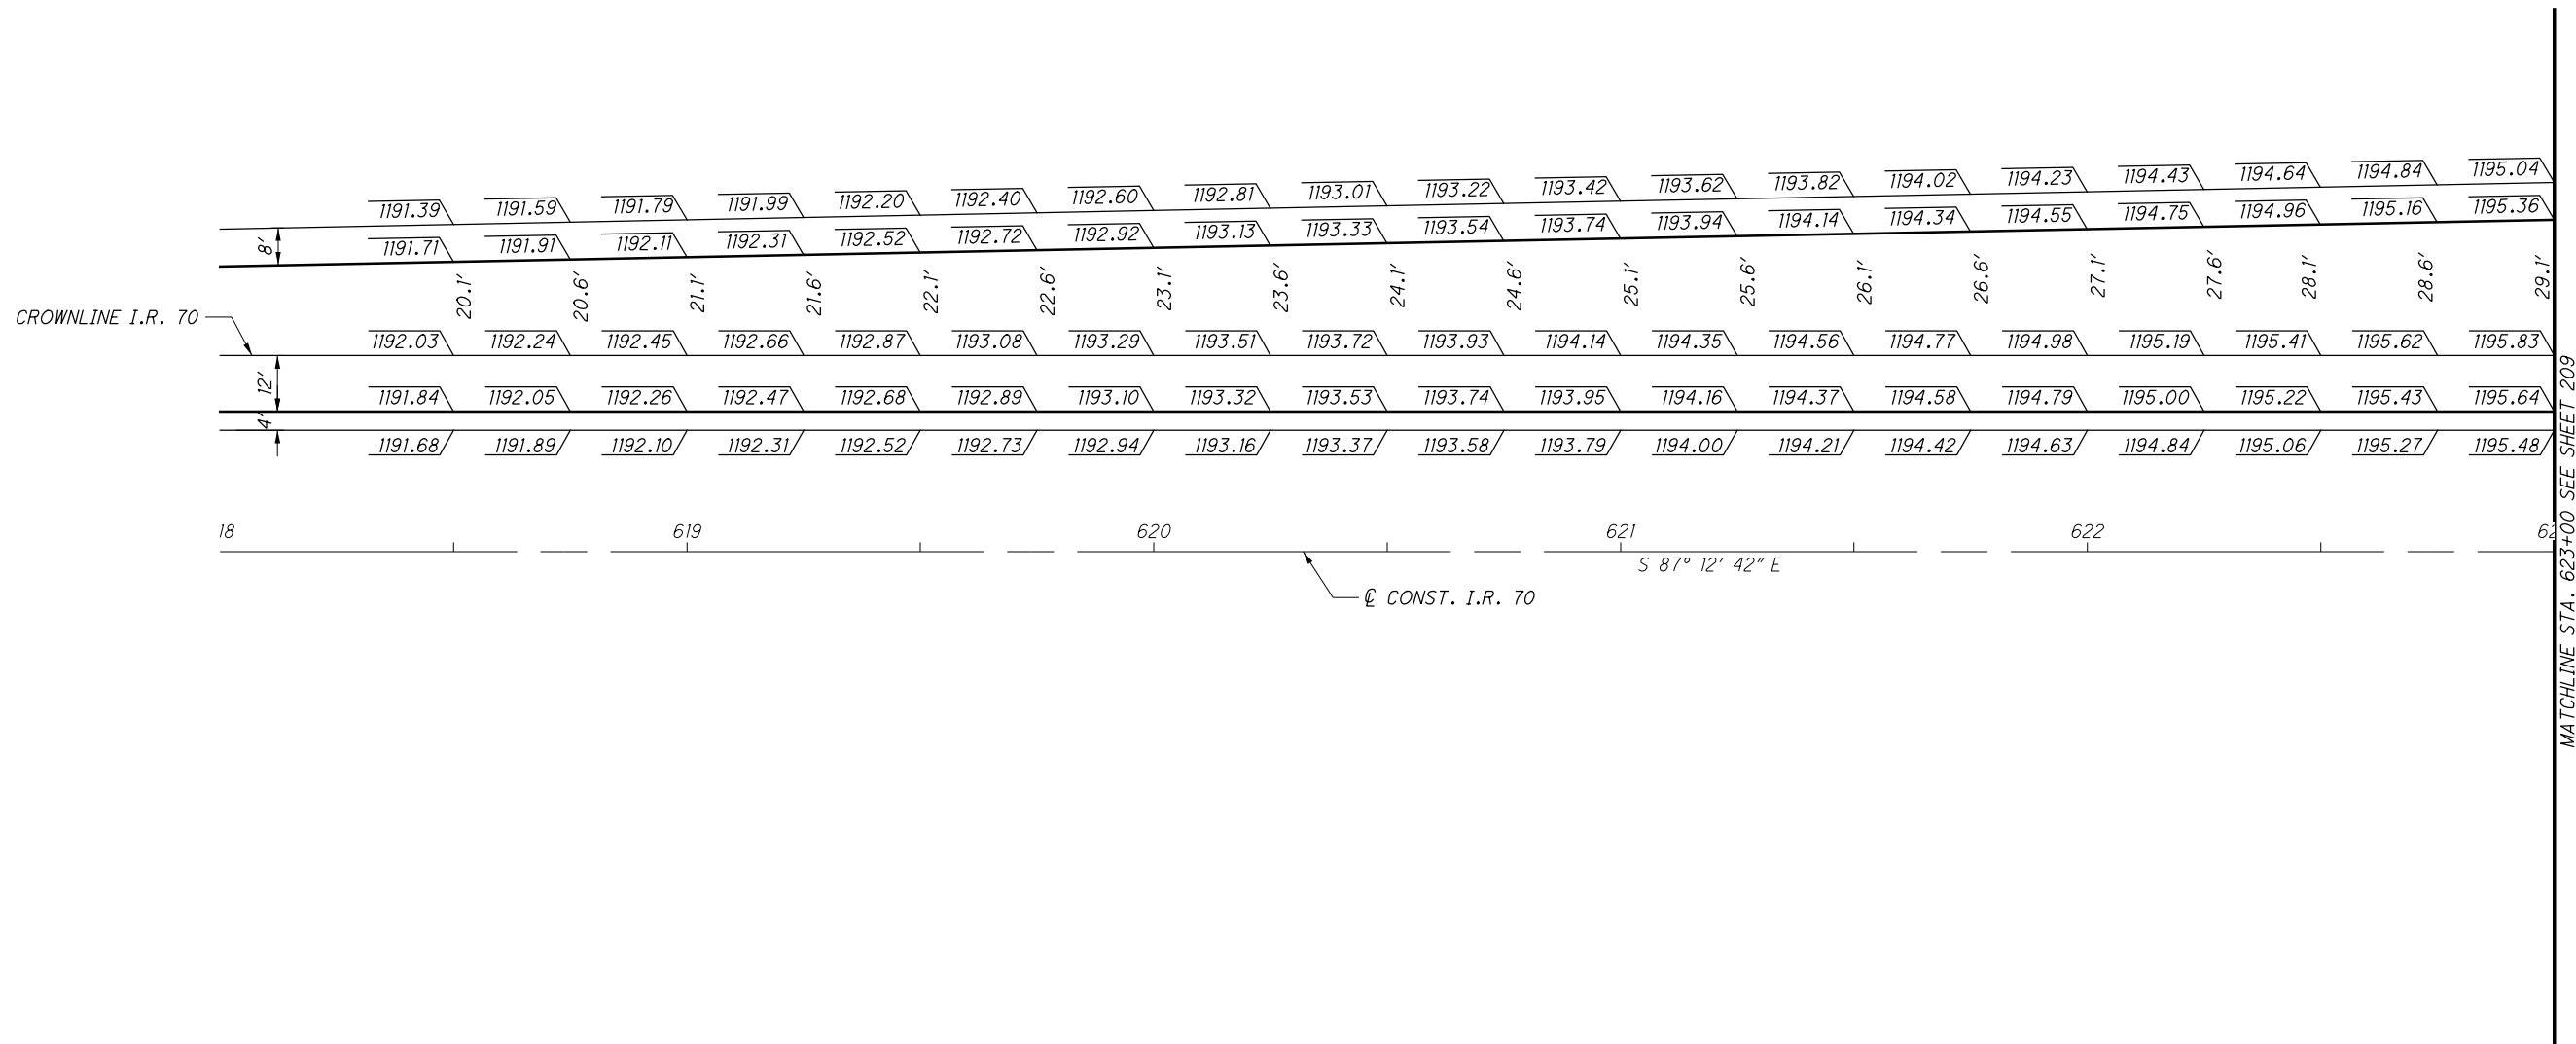 1191.39 1191.59 1191.79 1191.99 1192.20 1192.40 1192.60 1192.81 1193.01 1193.22 1193.42 1193.62 1193.82 1194.02 1194.23 1194.43 1194.64 1194.84 1195.04
8'
1191.71 1191.91 1192.11 1192.31 1192.52 1192.72 1192.92 1193.13 1193.33 1193.54 1193.74 1193.94 1194.14 1194.34 1194.55 1194.75 1194.96 1195.16 1195.36
20.1' 20.6' 21.1' 21.6' 22.1' 22.6' 23.1' 23.6' 24.1' 24.6' 25.1' 25.6' 26.1' 26.6' 27.1' 27.6' 28.1' 28.6' 29.1'
CROWNLINE I.R. 70
1192.03 1192.24 1192.45 1192.66 1192.87 1193.08 1193.29 1193.51 1193.72 1193.93 1194.14 1194.35 1194.56 1194.77 1194.98 1195.19 1195.41 1195.62 1195.83
12'
1191.84 1192.05 1192.26 1192.47 1192.68 1192.89 1193.10 1193.32 1193.53 1193.74 1193.95 1194.16 1194.37 1194.58 1194.79 1195.00 1195.22 1195.43 1195.64
4'
1191.68 1191.89 1192.10 1192.31 1192.52 1192.73 1192.94 1193.16 1193.37 1193.58 1193.79 1194.00 1194.21 1194.42 1194.63 1194.84 1195.06 1195.27 1195.48
18 619 620 621 622 62
S 87° 12' 42" E
℄ CONST. I.R. 70
MATCHLINE STA. 623+00 SEE SHEET 209